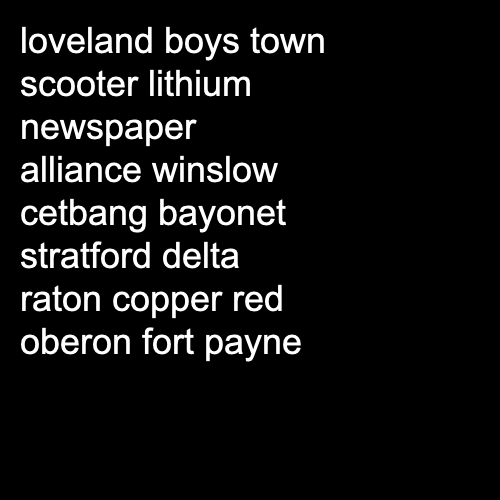 loveland boys town
scooter lithium
newspaper
alliance winslow
cetbang bayonet
stratford delta
raton copper red
oberon fort payne